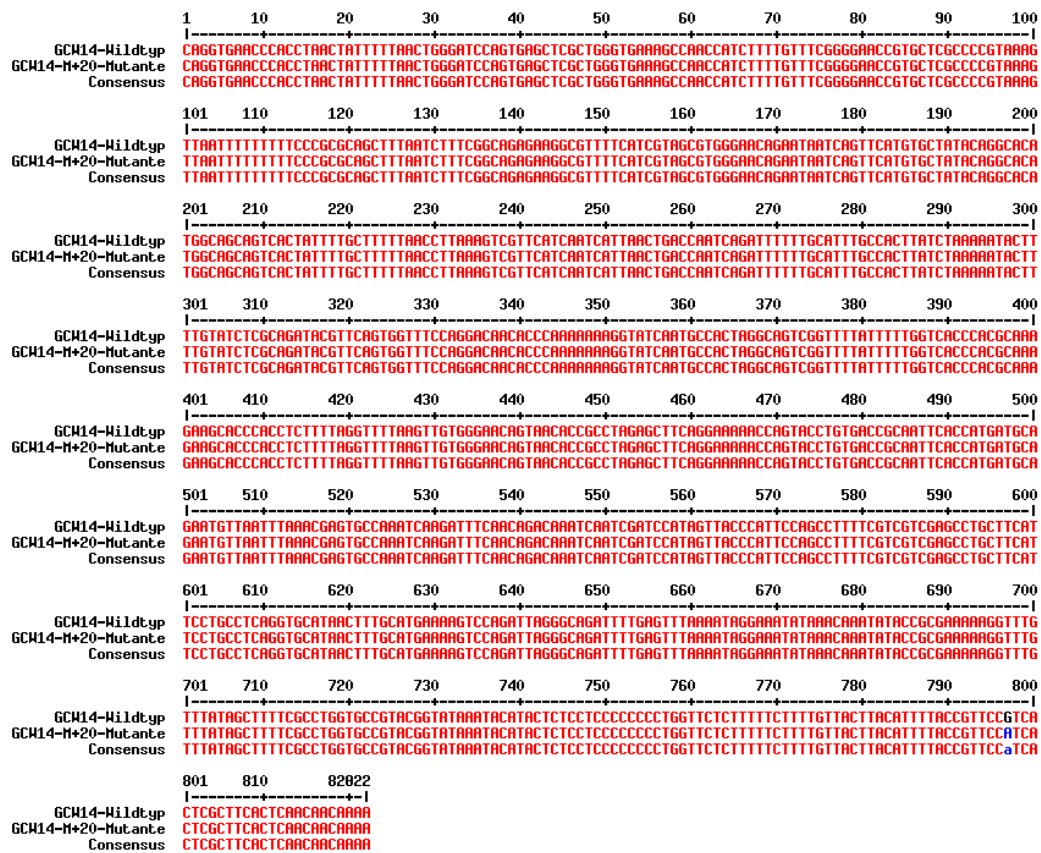 1 10 20 30 40 50 60 70 80 90 100
|--------+---------+---------+---------+---------+---------+---------+---------+---------+---------|
GCW14-Wildtyp CAGGTGAACCCACCTAACTATTTTTAACTGGGATCCAGTGAGCTCGCTGGGTGAAAGCCAACCATCTTTTGTTTCGGGGAACCGTGCTCGCCCCGTAAAG
GCW14-M+20-Mutante CAGGTGAACCCACCTAACTATTTTTAACTGGGATCCAGTGAGCTCGCTGGGTGAAAGCCAACCATCTTTTGTTTCGGGGAACCGTGCTCGCCCCGTAAAG
Consensus CAGGTGAACCCACCTAACTATTTTTAACTGGGATCCAGTGAGCTCGCTGGGTGAAAGCCAACCATCTTTTGTTTCGGGGAACCGTGCTCGCCCCGTAAAG
101 110 120 130 140 150 160 170 180 190 200
|--------+---------+---------+---------+---------+---------+---------+---------+---------+---------|
GCW14-Wildtyp TTAATTTTTTTTTCCCGCGCAGCTTTAATCTTTCGGCAGAGAAGGCGTTTTCATCGTAGCGTGGGAACAGAATAATCAGTTCATGTGCTATACAGGCACA
GCW14-M+20-Mutante TTAATTTTTTTTTCCCGCGCAGCTTTAATCTTTCGGCAGAGAAGGCGTTTTCATCGTAGCGTGGGAACAGAATAATCAGTTCATGTGCTATACAGGCACA
Consensus TTAATTTTTTTTTCCCGCGCAGCTTTAATCTTTCGGCAGAGAAGGCGTTTTCATCGTAGCGTGGGAACAGAATAATCAGTTCATGTGCTATACAGGCACA
201 210 220 230 240 250 260 270 280 290 300
|--------+---------+---------+---------+---------+---------+---------+---------+---------+---------|
GCW14-Wildtyp TGGCAGCAGTCACTATTTTGCTTTTTAACCTTAAAGTCGTTCATCAATCATTAACTGACCAATCAGATTTTTTGCATTTGCCACTTATCTAAAAATACTT
GCW14-M+20-Mutante TGGCAGCAGTCACTATTTTGCTTTTTAACCTTAAAGTCGTTCATCAATCATTAACTGACCAATCAGATTTTTTGCATTTGCCACTTATCTAAAAATACTT
Consensus TGGCAGCAGTCACTATTTTGCTTTTTAACCTTAAAGTCGTTCATCAATCATTAACTGACCAATCAGATTTTTTGCATTTGCCACTTATCTAAAAATACTT
301 310 320 330 340 350 360 370 380 390 400
|--------+---------+---------+---------+---------+---------+---------+---------+---------+---------|
GCW14-Wildtyp TTGTATCTCGCAGATACGTTCAGTGGTTTCCAGGACAACACCCAAAAAAAGGTATCAATGCCACTAGGCAGTCGGTTTTATTTTTGGTCACCCACGCAAA
GCW14-M+20-Mutante TTGTATCTCGCAGATACGTTCAGTGGTTTCCAGGACAACACCCAAAAAAAGGTATCAATGCCACTAGGCAGTCGGTTTTATTTTTGGTCACCCACGCAAA
Consensus TTGTATCTCGCAGATACGTTCAGTGGTTTCCAGGACAACACCCAAAAAAAGGTATCAATGCCACTAGGCAGTCGGTTTTATTTTTGGTCACCCACGCAAA
401 410 420 430 440 450 460 470 480 490 500
|--------+---------+---------+---------+---------+---------+---------+---------+---------+---------|
GCW14-Wildtyp GAAGCACCCACCTCTTTTAGGTTTTAAGTTGTGGGAACAGTAACACCGCCTAGAGCTTCAGGAAAAACCAGTACCTGTGACCGCAATTCACCATGATGCA
GCW14-M+20-Mutante GAAGCACCCACCTCTTTTAGGTTTTAAGTTGTGGGAACAGTAACACCGCCTAGAGCTTCAGGAAAAACCAGTACCTGTGACCGCAATTCACCATGATGCA
Consensus GAAGCACCCACCTCTTTTAGGTTTTAAGTTGTGGGAACAGTAACACCGCCTAGAGCTTCAGGAAAAACCAGTACCTGTGACCGCAATTCACCATGATGCA
501 510 520 530 540 550 560 570 580 590 600
|--------+---------+---------+---------+---------+---------+---------+---------+---------+---------|
GCW14-Wildtyp GAATGTTAATTTAAACGAGTGCCAAATCAAGATTTCAACAGACAAATCAATCGATCCATAGTTACCCATTCCAGCCTTTTCGTCGTCGAGCCTGCTTCAT
GCW14-M+20-Mutante GAATGTTAATTTAAACGAGTGCCAAATCAAGATTTCAACAGACAAATCAATCGATCCATAGTTACCCATTCCAGCCTTTTCGTCGTCGAGCCTGCTTCAT
Consensus GAATGTTAATTTAAACGAGTGCCAAATCAAGATTTCAACAGACAAATCAATCGATCCATAGTTACCCATTCCAGCCTTTTCGTCGTCGAGCCTGCTTCAT
601 610 620 630 640 650 660 670 680 690 700
|--------+---------+---------+---------+---------+---------+---------+---------+---------+---------|
GCW14-Wildtyp TCCTGCCTCAGGTGCATAACTTTGCATGAAAAGTCCAGATTAGGGCAGATTTTGAGTTTAAAATAGGAAATATAAACAAATATACCGCGAAAAAGGTTTG
GCW14-M+20-Mutante TCCTGCCTCAGGTGCATAACTTTGCATGAAAAGTCCAGATTAGGGCAGATTTTGAGTTTAAAATAGGAAATATAAACAAATATACCGCGAAAAAGGTTTG
Consensus TCCTGCCTCAGGTGCATAACTTTGCATGAAAAGTCCAGATTAGGGCAGATTTTGAGTTTAAAATAGGAAATATAAACAAATATACCGCGAAAAAGGTTTG
701 710 720 730 740 750 760 770 780 790 800
|--------+---------+---------+---------+---------+---------+---------+---------+---------+---------|
GCW14-Wildtyp TTTATAGCTTTTCGCCTGGTGCCGTACGGTATAAATACATACTCTCCTCCCCCCCCTGGTTCTCTTTTTCTTTTGTTACTTACATTTTACCGTTCCGTCA
GCW14-M+20-Mutante TTTATAGCTTTTCGCCTGGTGCCGTACGGTATAAATACATACTCTCCTCCCCCCCCTGGTTCTCTTTTTCTTTTGTTACTTACATTTTACCGTTCCATCA
Consensus TTTATAGCTTTTCGCCTGGTGCCGTACGGTATAAATACATACTCTCCTCCCCCCCCTGGTTCTCTTTTTCTTTTGTTACTTACATTTTACCGTTCCaTCA
801 810 82022
|--------+---------+-|
GCW14-Wildtyp CTCGCTTCACTCAACAACAAAA
GCW14-M+20-Mutante CTCGCTTCACTCAACAACAAAA
Consensus CTCGCTTCACTCAACAACAAAA